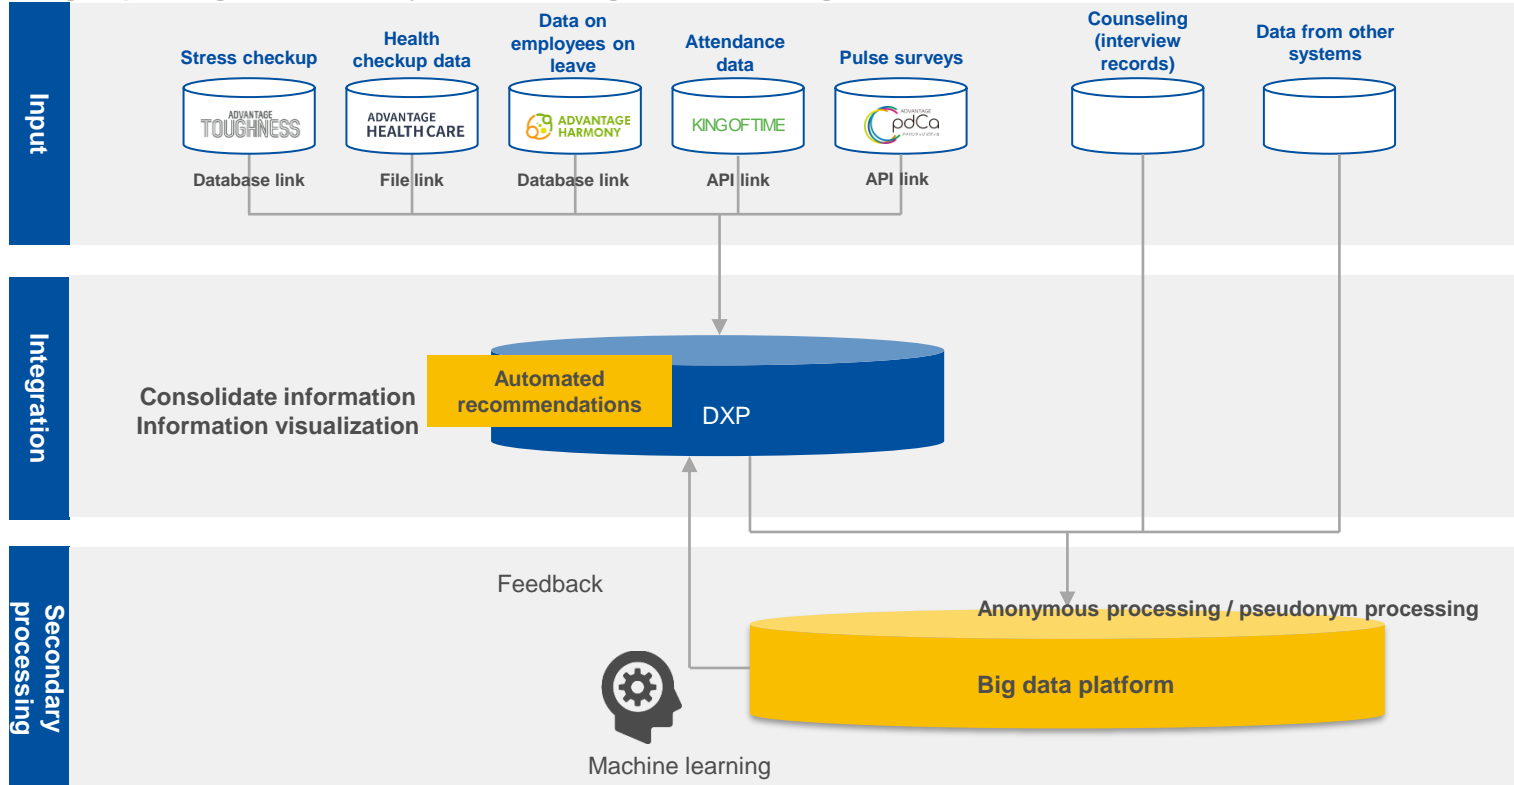 Input
Stress checkup
Health
checkup data
Data on
employees on
leave
Attendance
data
Pulse surveys
Counseling
(interview
records)
Data from other
systems
ADVANTAGE
TOUGHNESS
ADVANTAGE
HEALTH CARE
ADVANTAGE
HARMONY
KING OF TIME
ADVANTAGE
pdCa
Database link
File link
Database link
API link
API link
Integration
Consolidate information
Information visualization
Automated
recommendations
DXP
Secondary
processing
Feedback
Machine learning
Anonymous processing / pseudonym processing
Big data platform